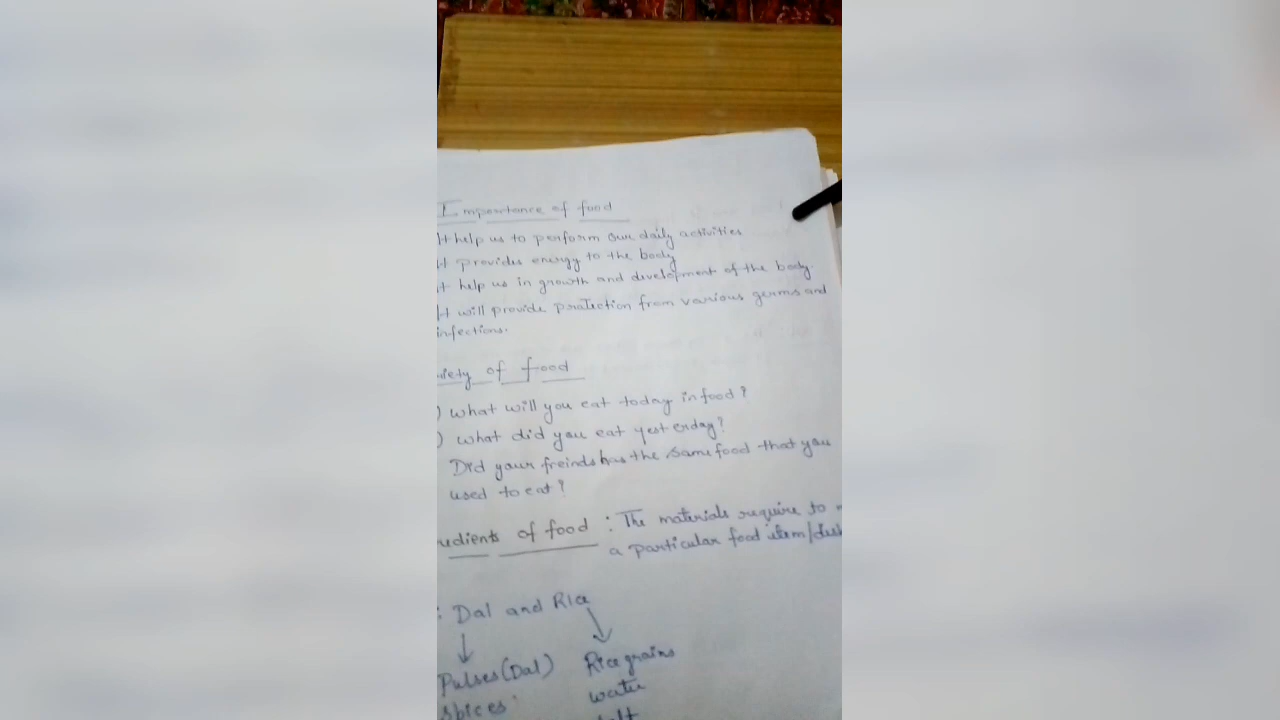 Importance of food
It help us to perform our daily activities
It provides energy to the body
It help us in growth and development of the body.
It will provide protection from various germs and
infections.
of food
) What will you eat today in food?
) What did you eat yesterday?
Did your freinds has the same food that you
used to eat?
of food : The materials require to
a particular food item/
: Dal and Rice
Pulses (Dal) Rice grains
Spices water